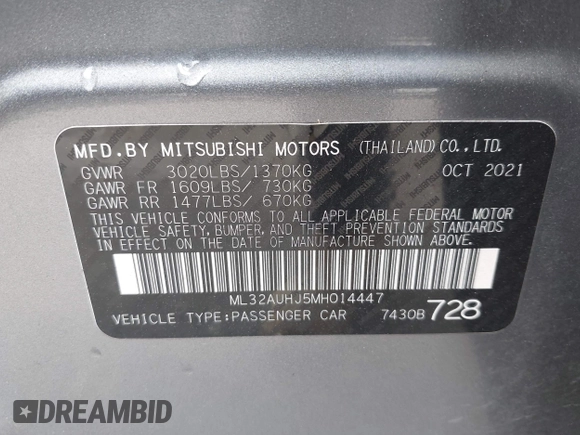 MFD.BY MITSUBISHI MOTORS (THAILAND)CO.,LTD.
GVWR 3020LBS/1370KG OCT 2021
GAWR FR 1609LBS/ 730KG
GAWR RR 1477LBS/ 670KG
THIS VEHICLE CONFORMS TO ALL APPLICABLE FEDERAL MOTOR
VEHICLE SAFETY, BUMPER, AND THEFT PREVENTION STANDARDS
IN EFFECT ON THE DATE OF MANUFACTURE SHOWN ABOVE.
ML32AUHJ5MH014447
VEHICLE TYPE:PASSENGER CAR 7430B 728
DREAMBID